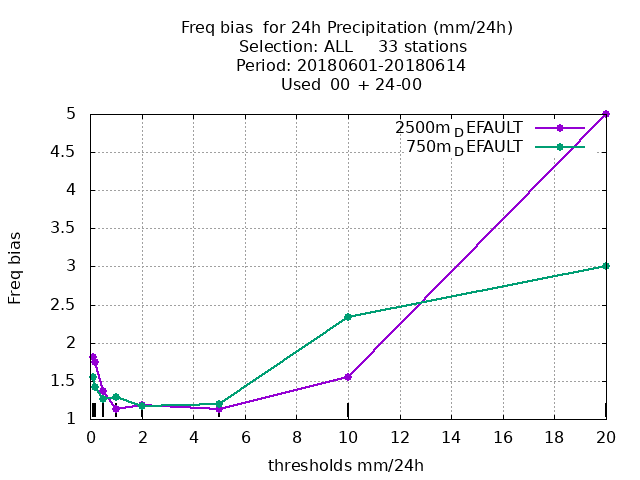 Freq bias  for 24h Precipitation (mm/24h)
Selection: ALL     33 stations
Period: 20180601-20180614
Used  00 + 24-00
2500m_DEFAULT
750m_DEFAULT
5
4.5
4
3.5
3
2.5
2
1.5
1
Freq bias
0 2 4 6 8 10 12 14 16 18 20
thresholds mm/24h